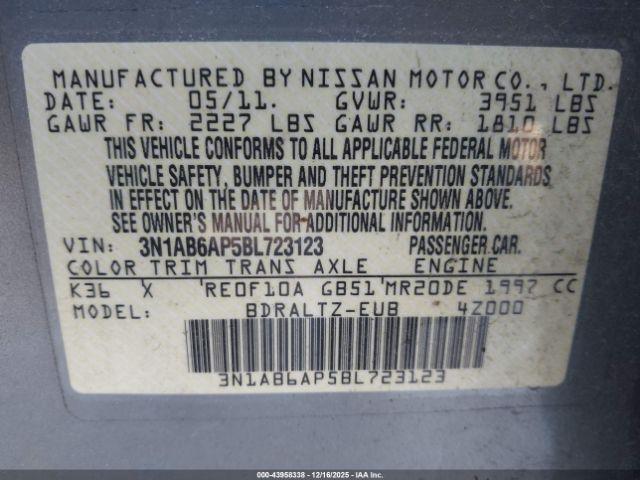 MANUFACTURED BY NISSAN MOTOR CO., LTD.
DATE: 05/11. GVWR: 3951 LBS
GAWR FR: 2227 LBS GAWR RR: 1810 LBS
THIS VEHICLE CONFORMS TO ALL APPLICABLE FEDERAL MOTOR
VEHICLE SAFETY, BUMPER AND THEFT PREVENTION STANDARDS
IN EFFECT ON THE DATE OF MANUFACTURE SHOWN ABOVE.
SEE OWNER'S MANUAL FOR ADDITIONAL INFORMATION.
VIN: 3N1AB6AP5BL723123 PASSENGER CAR.
COLOR TRIM TRANS AXLE ENGINE
K36 X RE0F10A GB51 MR20DE 1997 CC
MODEL: BDRALTZ-EUB 4Z000
3N1AB6AP5BL723123
000-43958338 - 12/16/2025 - IAA Inc.